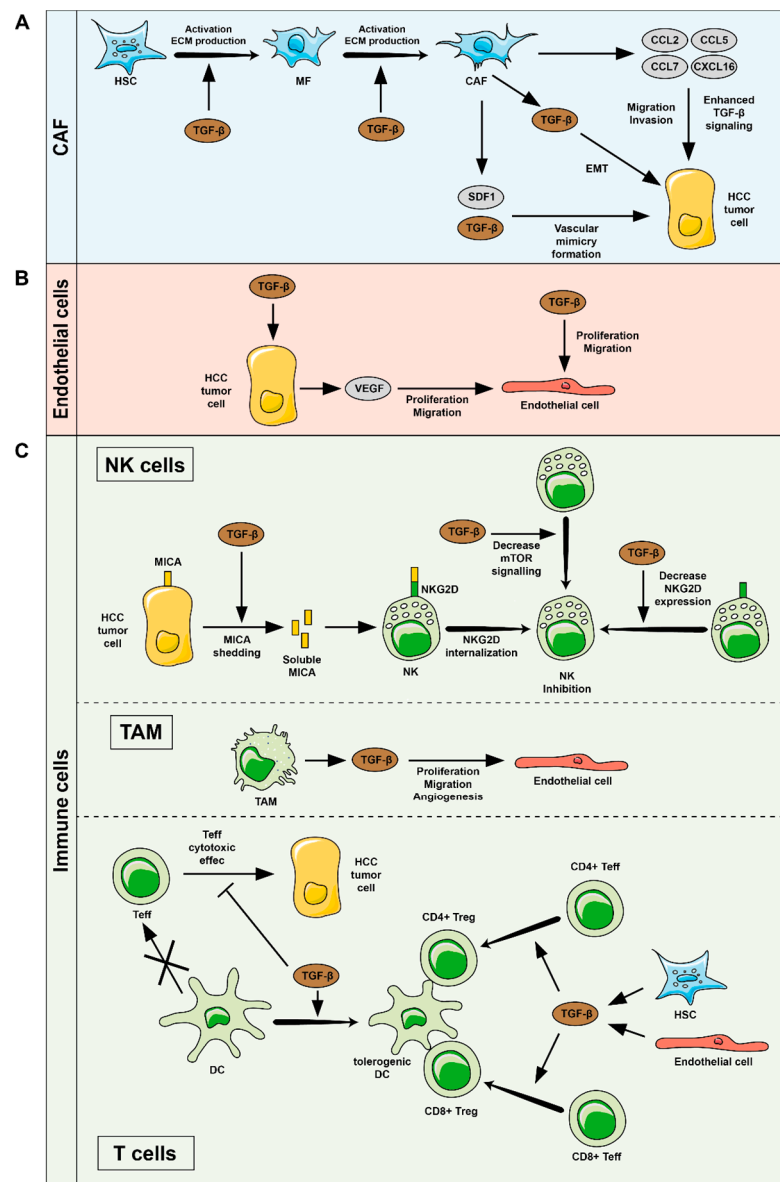 A
CAF
Activation
ECM production
Activation
ECM production
HSC
MF
CAF
TGF-β
TGF-β
TGF-β
CCL2
CCL5
CCL7
CXCL16
Migration
Invasion
Enhanced
TGF-β
signaling
EMT
SDF1
TGF-β
Vascular
mimicry
formation
HCC
tumor
cell
B
Endothelial cells
TGF-β
TGF-β
HCC
tumor
cell
VEGF
Proliferation
Migration
Proliferation
Migration
Endothelial cell
C
Immune cells
NK cells
MICA
TGF-β
HCC
tumor
cell
MICA
shedding
Soluble
MICA
NKG2D
NK
NKG2D
internalization
TGF-β
Decrease
mTOR
signalling
NK
Inhibition
TGF-β
Decrease
NKG2D
expression
TAM
TAM
TGF-β
Proliferation
Migration
Angiogenesis
Endothelial cell
Teff
cytotoxic
effec
Teff
HCC
tumor
cell
TGF-β
DC
tolerogenic
DC
CD4+ Treg
CD8+ Treg
CD4+ Teff
TGF-β
HSC
Endothelial cell
CD8+ Teff
T cells